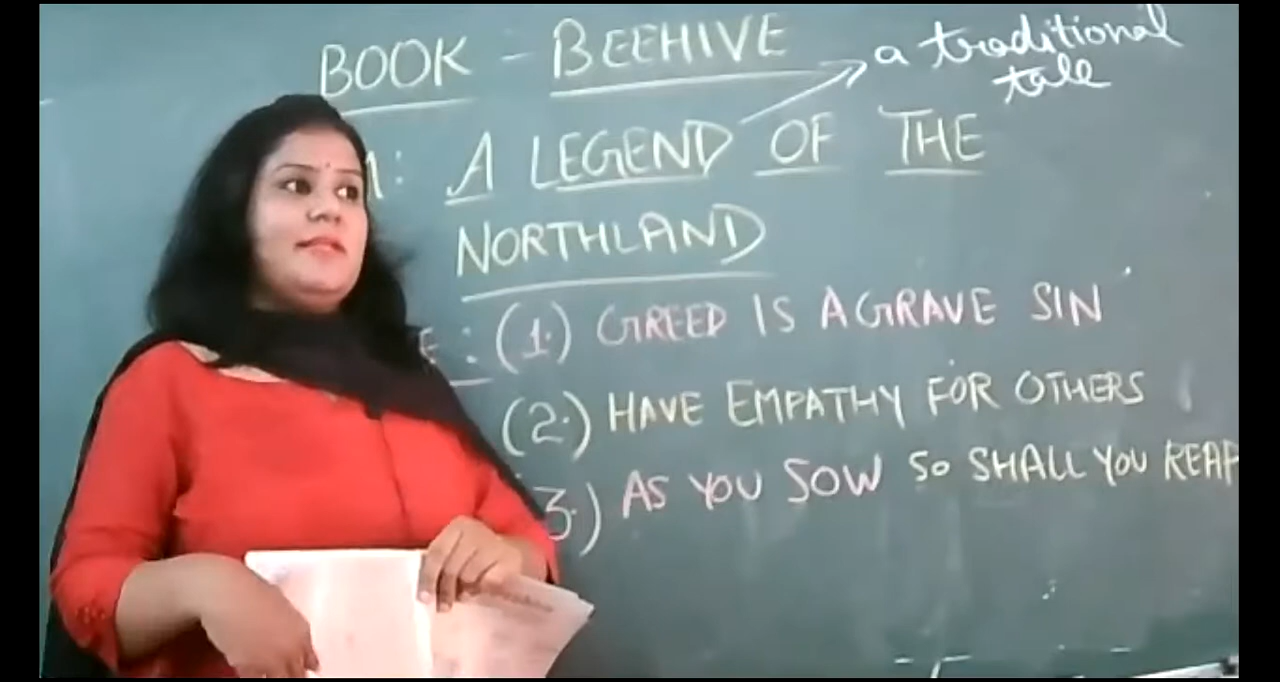 BOOK - BEEHIVE
a traditional
tale
M: A LEGEND OF THE
NORTHLAND
E: (1.) GREED IS A GRAVE SIN
(2.) HAVE EMPATHY FOR OTHERS
3.) AS YOU SOW SO SHALL YOU REAP